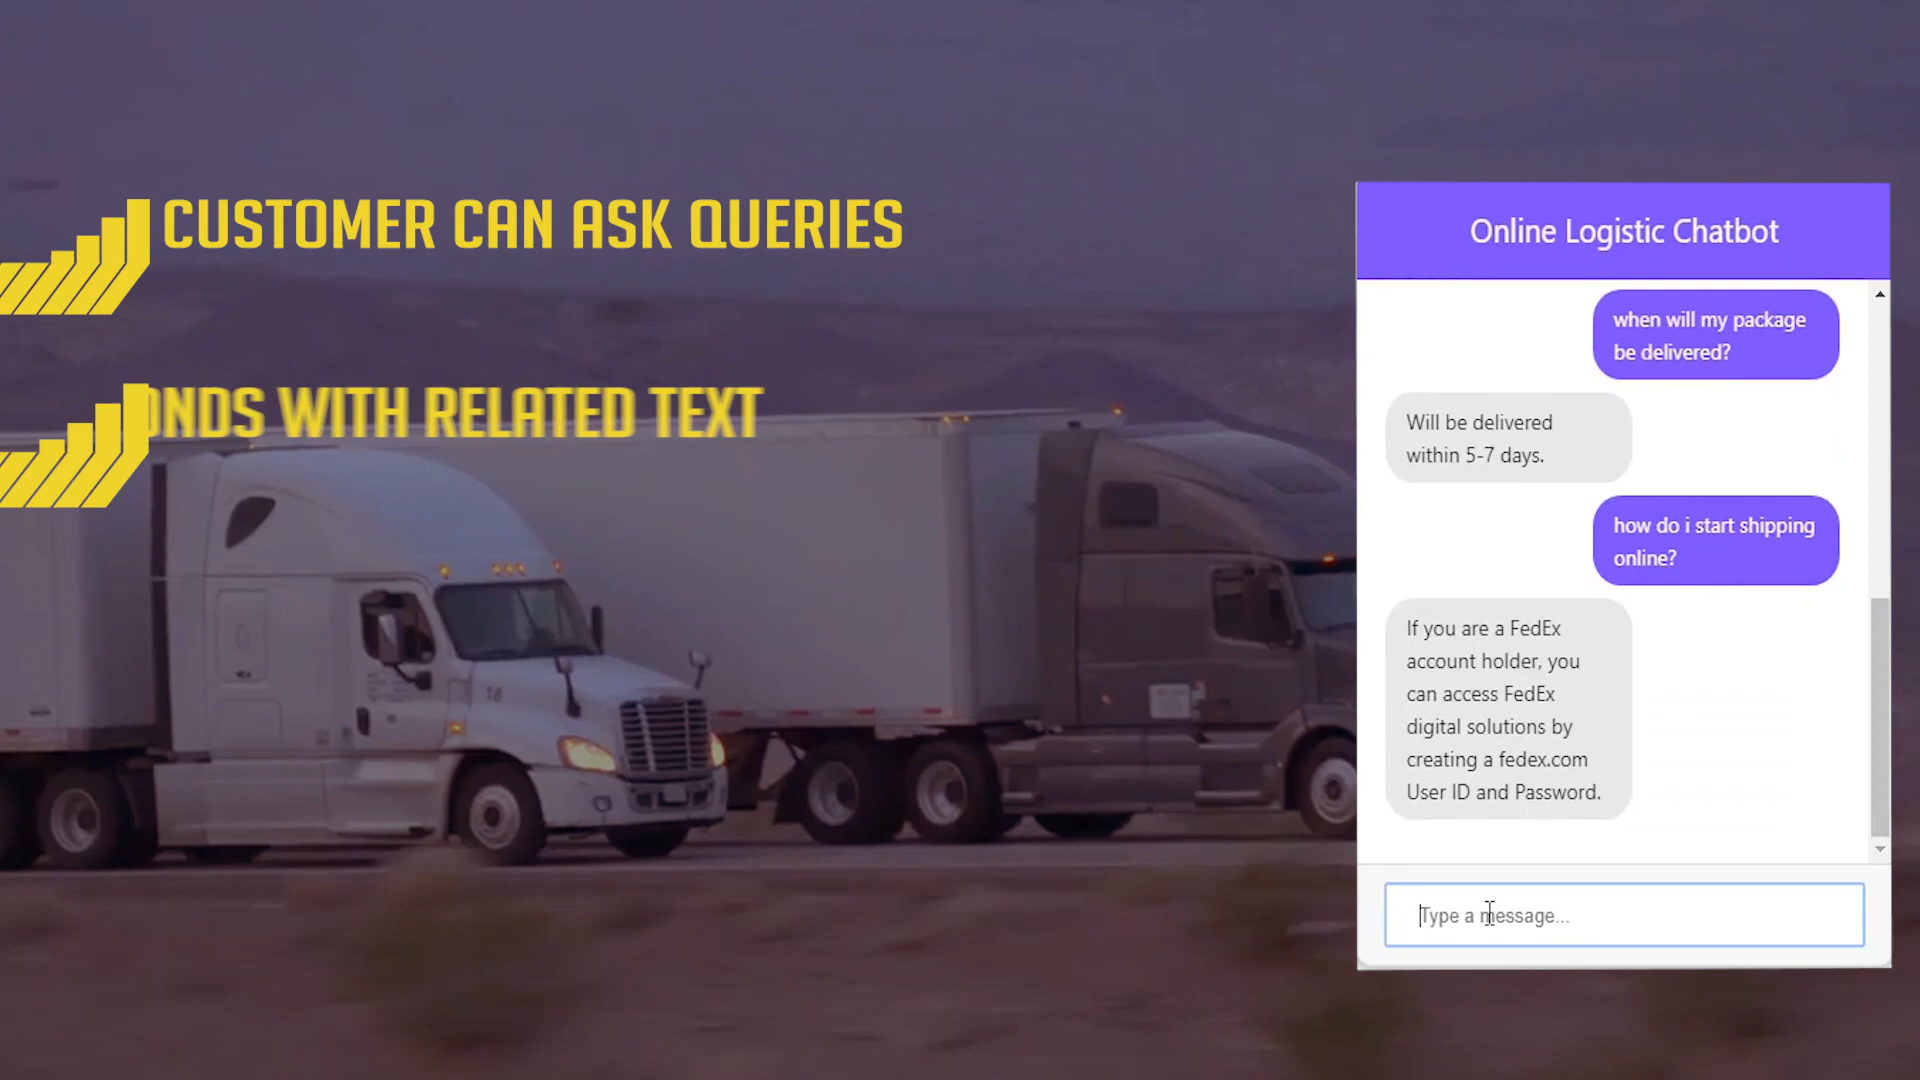 CUSTOMER CAN ASK QUERIES
WITH RELATED TEXT
16
Online Logistic Chatbot
when will my package
be delivered?
Will be delivered
within 5-7 days.
how do i start shipping
online?
If you are a FedEx
account holder, you
can access FedEx
digital solutions by
creating a fedex.com
User ID and Password.
Type a message...